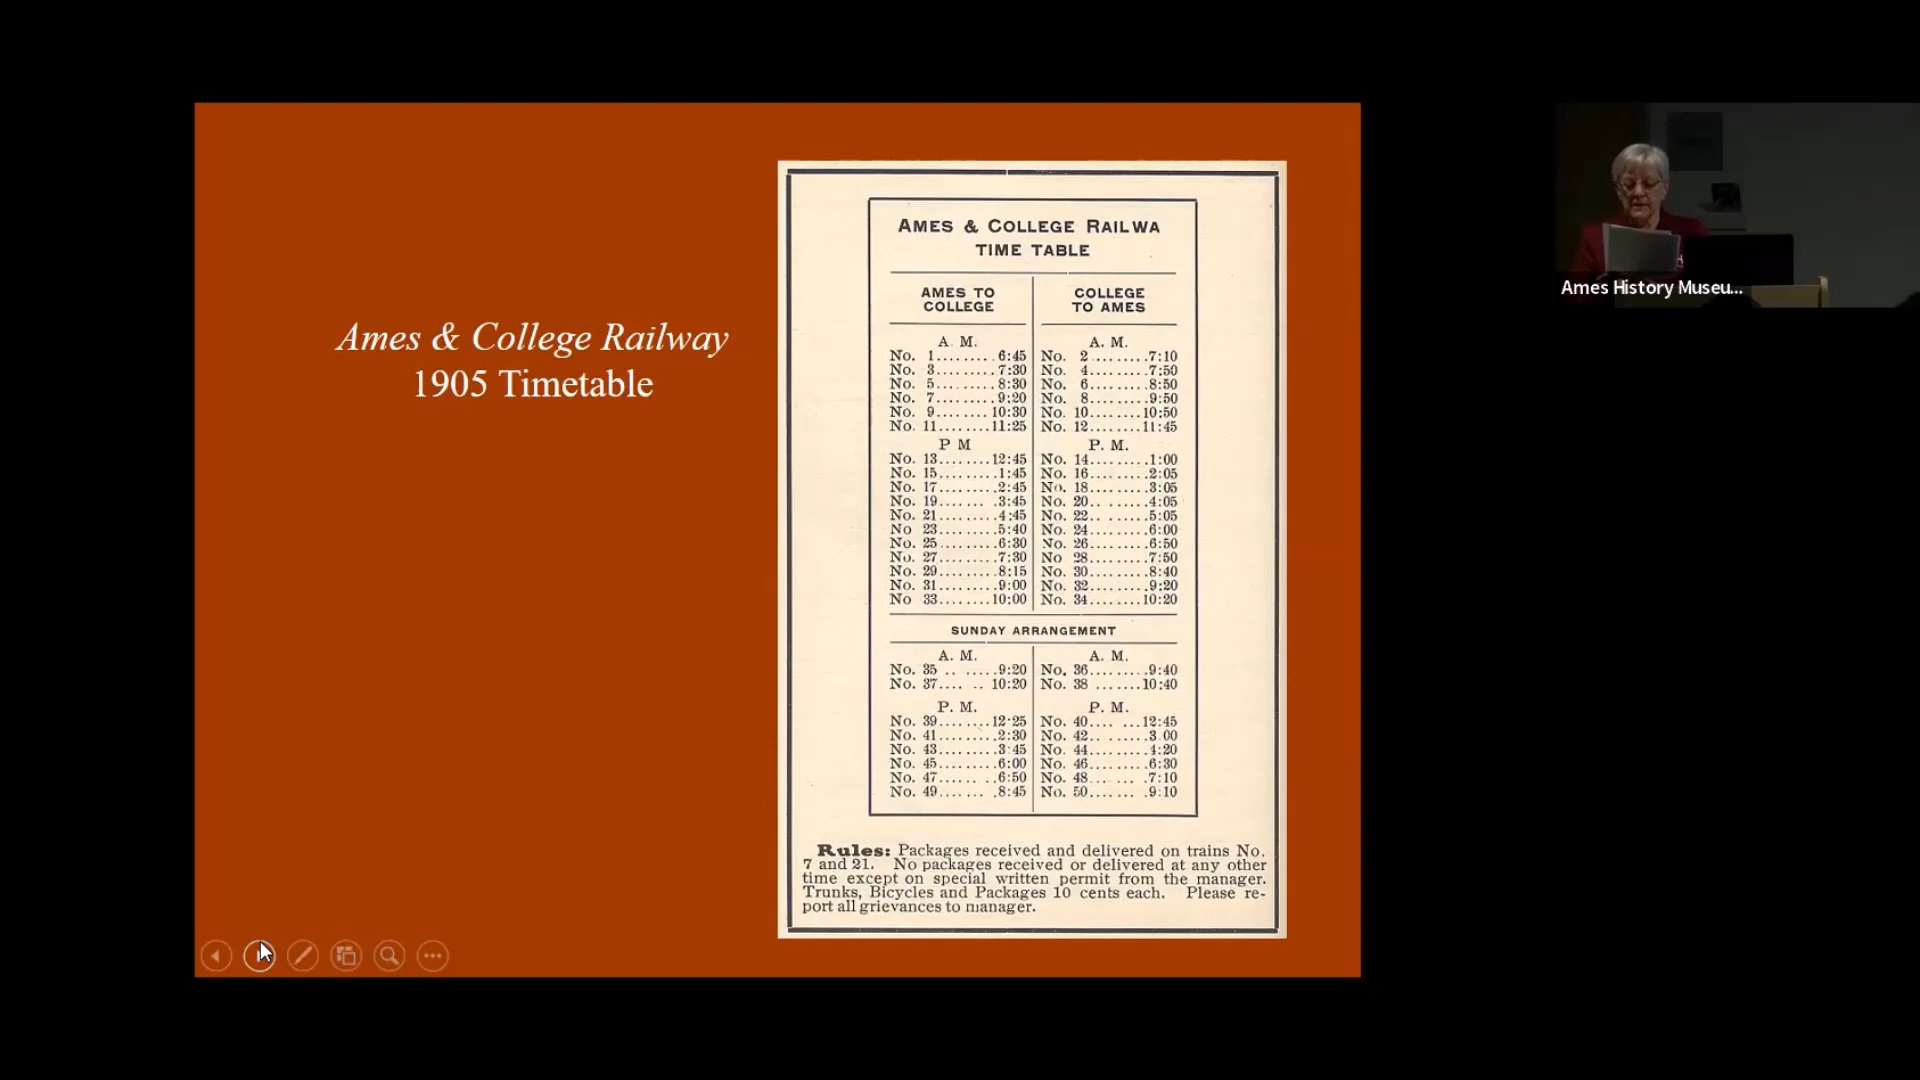 Ames & College Railway
1905 Timetable
AMES & COLLEGE RAILWA
TIME TABLE
AMES TO
COLLEGE
A. M.
No. 1........6:45
No. 3........7:30
No. 5........8:30
No. 7........9:20
No. 9........10:30
No. 11........11:25
P M
No. 13........12:45
No. 15........1:45
No. 17........2:45
No. 19....... .3:45
No. 21........4:45
No 23........5:40
No. 25........6:30
No. 27........7:30
No. 29........8:15
No. 31........9:00
No 33........10:00
COLLEGE
TO AMES
A. M.
No. 2........7:10
No. 4........7:50
No. 6........8:50
No. 8........9:50
No. 10........10:50
No. 12........11:45
P. M.
No. 14........1:00
No. 16........2:05
No. 18........3:05
No. 20.. .....4:05
No. 22.. .....5:05
No. 24........6:00
No. 26........6:50
No 28........7:50
No. 30........8:40
No. 32........9:20
No. 34........10:20
SUNDAY ARRANGEMENT
A. M.
No. 35 .. .....9:20
No. 37.... .. 10:20
P. M.
No. 39........12:25
No. 41........2:30
No. 43........3:45
No. 45........6:00
No. 47...... ..6:50
No. 49....... .8:45
A. M.
No. 36........9:40
No. 38 .......10:40
P. M.
No. 40.... ...12:45
No. 42.. .....3.00
No. 44........4:20
No. 46........6:30
No. 48... ... .7:10
No. 50....... .9:10
Rules: Packages received and delivered on trains No.
7 and 21. No packages received or delivered at any other
time except on special written permit from the manager.
Trunks, Bicycles and Packages 10 cents each. Please re-
port all grievances to manager.
Ames History Museu...